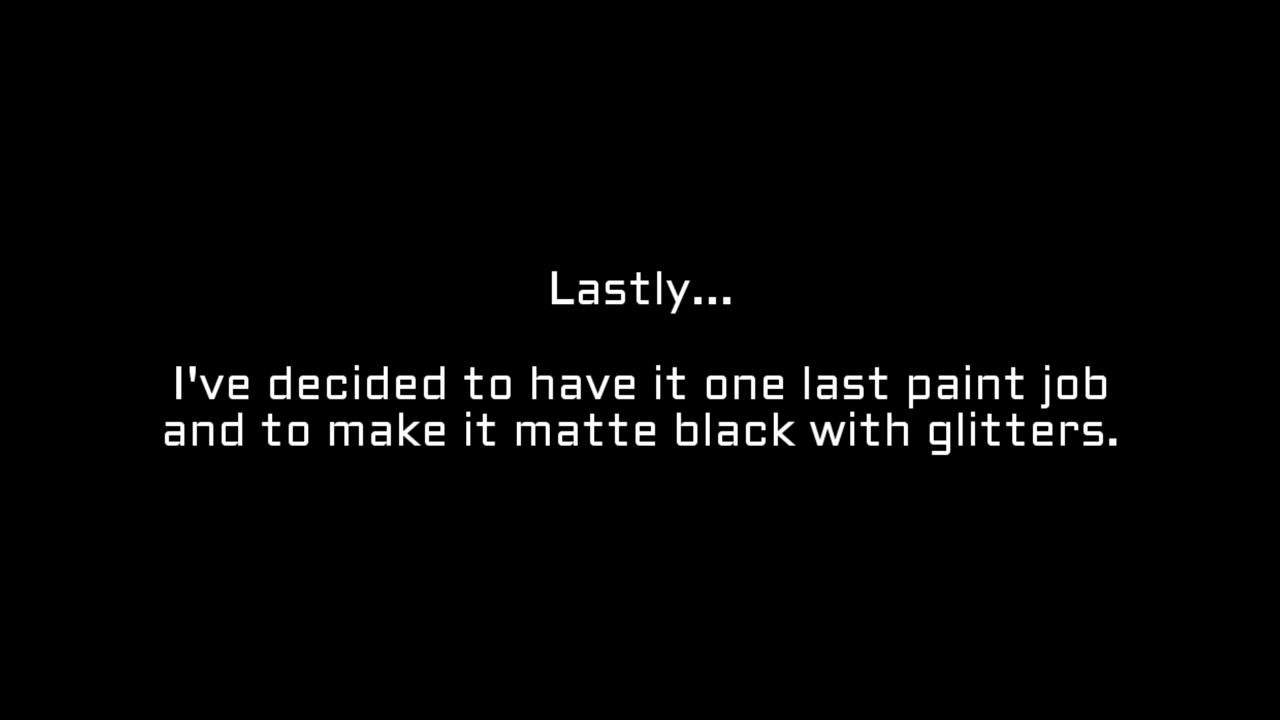 Lastly...
I've decided to have it one last paint job
and to make it matte black with glitters.